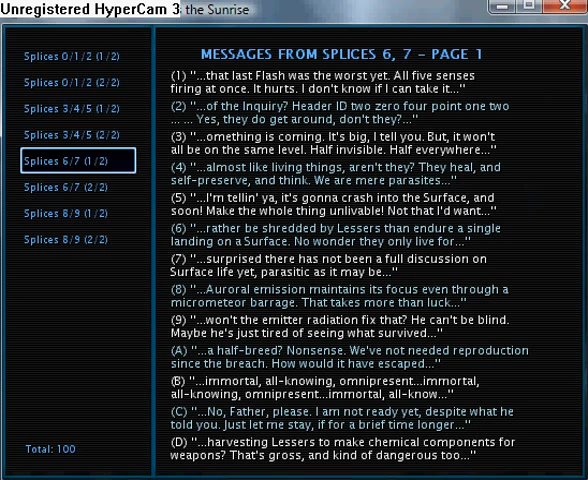 Unregistered HyperCam 3 the Sunrise
MESSAGES FROM SPLICES 6, 7 - PAGE 1
Splices 0/1/2 (1/2)
Splices 0/1/2 (2/2)
Splices 3/4/5 (1/2)
Splices 3/4/5 (2/2)
Splices 6/7 (1/2)
Splices 6/7 (2/2)
Splices 8/9 (1/2)
Splices 8/9 (2/2)
Total: 100
(1) "...that last Flash was the worst yet. All five senses
firing at once. It hurts. I don't know if I can take it..."
(2) "...of the Inquiry? Header ID two zero four point one two
... ... Yes, they do get around, don't they?..."
(3) "...omething is coming. It's big, I tell you. But, it won't
all be on the same level. Half invisible. Half everywhere..."
(4) "...almost like living things, aren't they? They heal, and
self-preserve, and think. We are mere parasites..."
(5) "...I'm tellin' ya, it's gonna crash into the Surface, and
soon! Make the whole thing unlivable! Not that I'd want..."
(6) "...rather be shredded by Lessers than endure a single
landing on a Surface. No wonder they only live for..."
(7) "...surprised there has not been a full discussion on
Surface life yet, parasitic as it may be..."
(8) "...Auroral emission maintains its focus even through a
micrometeor barrage. That takes more than luck..."
(9) "...won't the emitter radiation fix that? He can't be blind.
Maybe he's just tired of seeing what survived..."
(A) "...a half-breed? Nonsense. We've not needed reproduction
since the breach. How would it have escaped..."
(B) "...immortal, all-knowing, omnipresent...immortal,
all-knowing, omnipresent...immortal, all-know..."
(C) "...No, Father, please. I am not ready yet, despite what he
told you. Just let me stay, if for a brief time longer..."
(D) "...harvesting Lessers to make chemical components for
weapons? That's gross, and kind of dangerous too..."